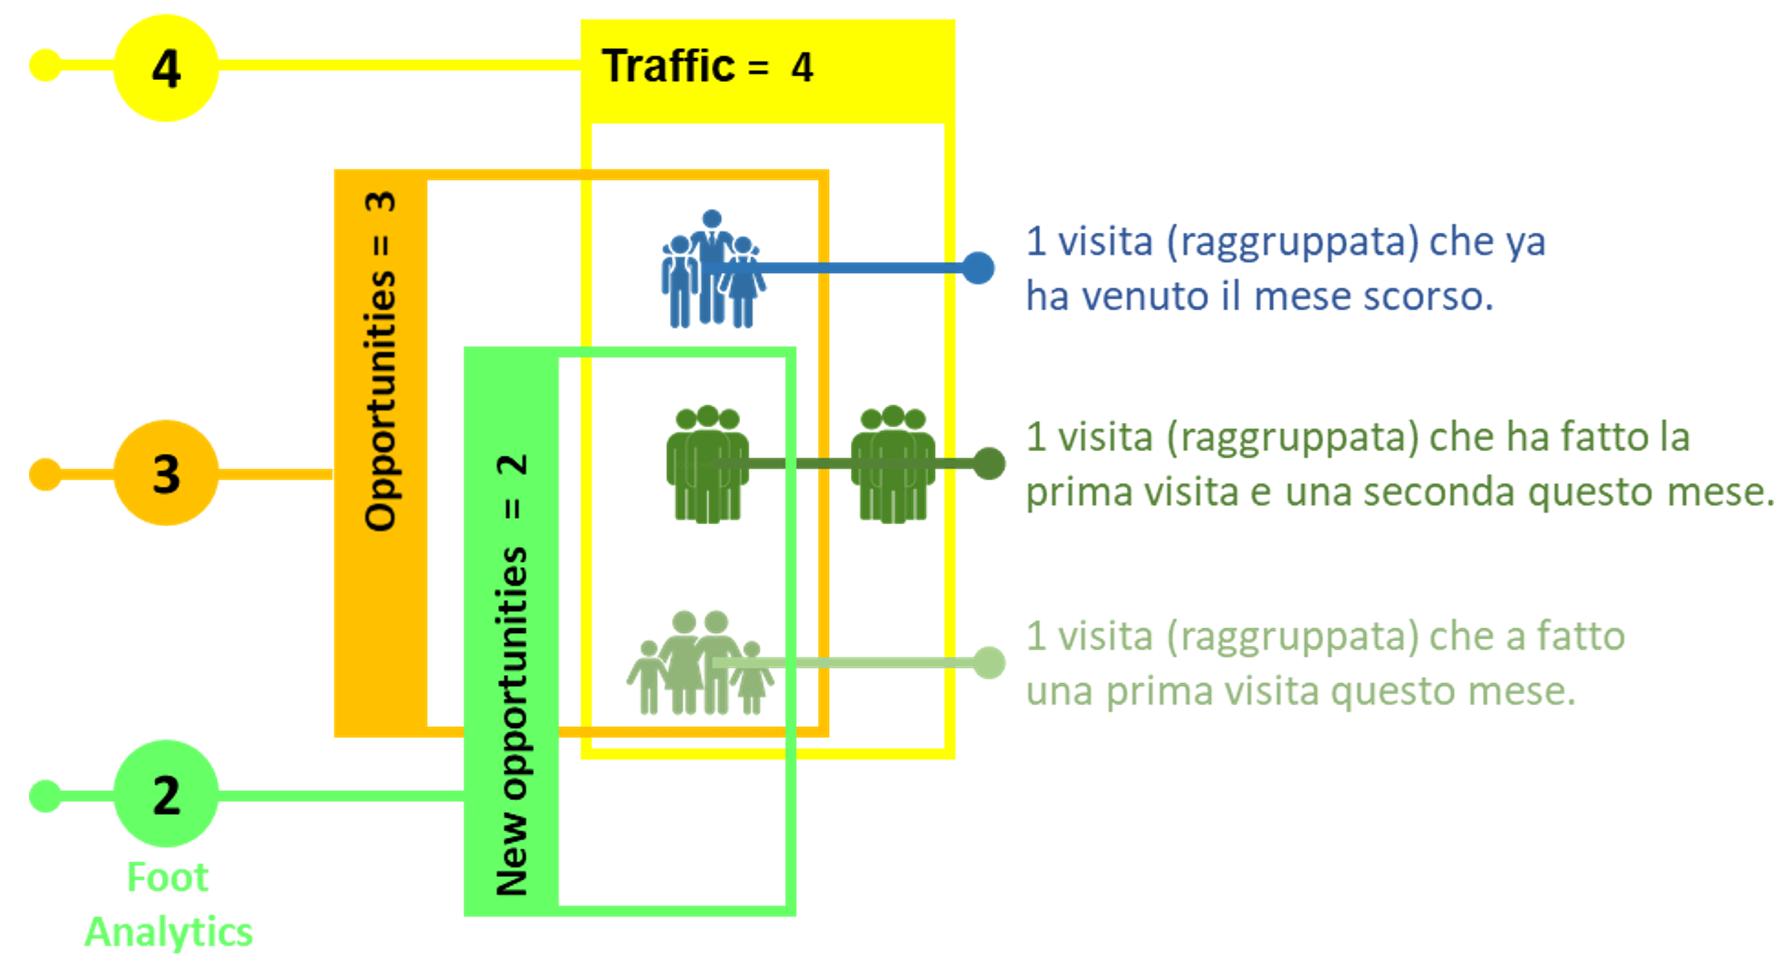 4
Traffic = 4
Opportunities = 3
1 visita (raggruppata) che ya
ha venuto il mese scorso.
3
New opportunities = 2
1 visita (raggruppata) che ha fatto la
prima visita e una seconda questo mese.
1 visita (raggruppata) che a fatto
una prima visita questo mese.
2
Foot
Analytics